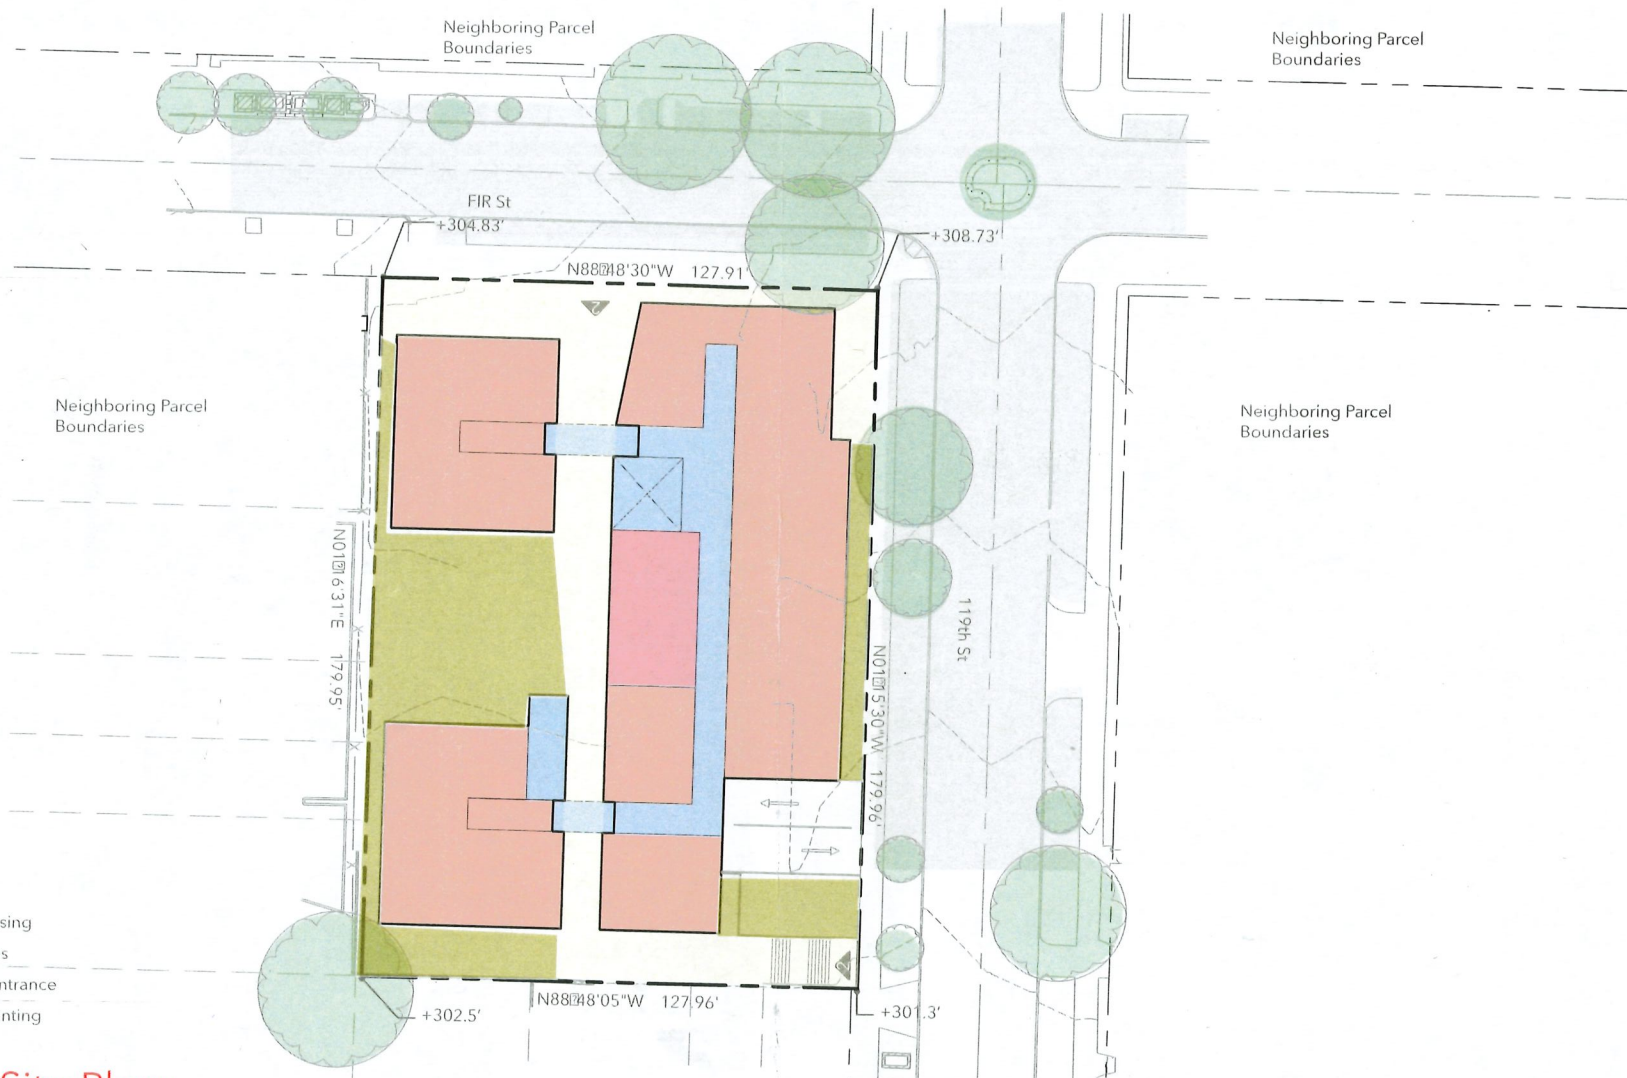 Neighboring Parcel
Boundaries
Neighboring Parcel
Boundaries
FIR St
+304.83'
+308.73'
N88⍰48'30"W 127.91'
Neighboring Parcel
Boundaries
Neighboring Parcel
Boundaries
N01⍰16'31"E 179.95'
119th St
N01⍰15'30"W 179.96'
2
sing
s
ntrance
nting
2
N88⍰48'05"W 127.96'
+302.5'
+301.3'